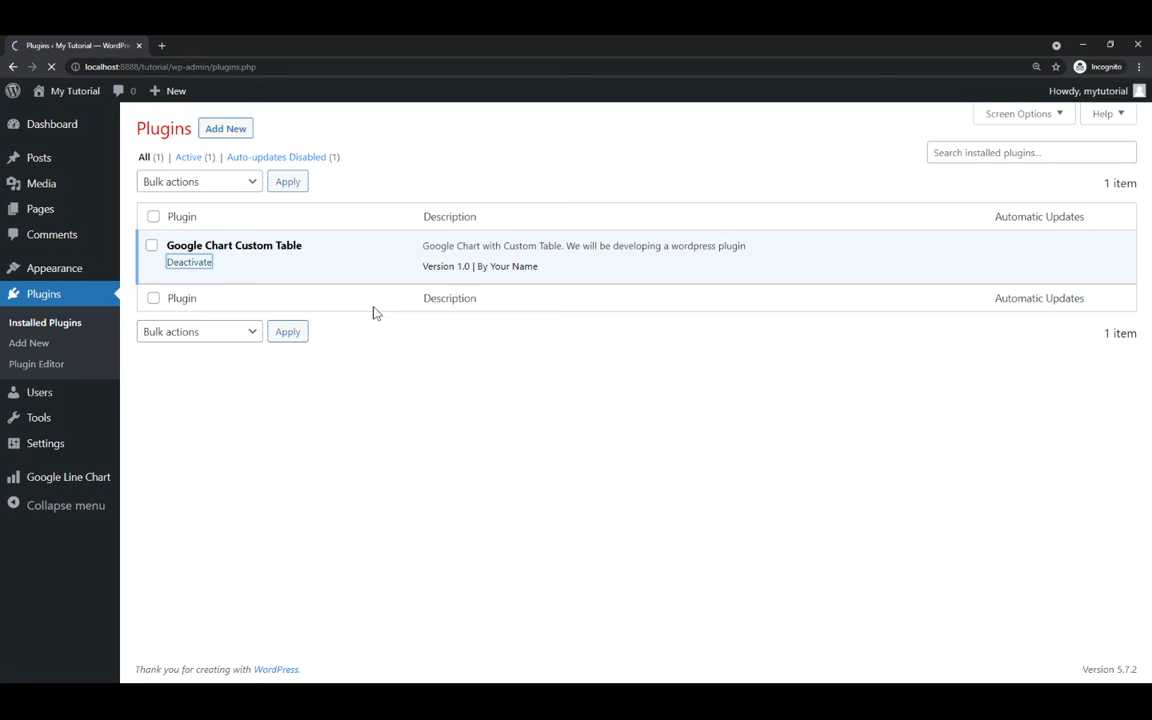 Plugins ‹ My Tutorial — WordPr
localhost:8888/tutorial/wp-admin/plugins.php
Incognito
My Tutorial
0
New
Howdy, mytutorial
Dashboard
Posts
Media
Pages
Comments
Appearance
Plugins
Installed Plugins
Add New
Plugin Editor
Users
Tools
Settings
Google Line Chart
Collapse menu
Screen Options
Help
Plugins
Add New
All (1) | Active (1) | Auto-updates Disabled (1)
Search installed plugins...
Bulk actions
Apply
1 item
Plugin
Description
Automatic Updates
Google Chart Custom Table
Deactivate
Google Chart with Custom Table. We will be developing a wordpress plugin
Version 1.0 | By Your Name
Plugin
Description
Automatic Updates
Bulk actions
Apply
1 item
Thank you for creating with WordPress.
Version 5.7.2